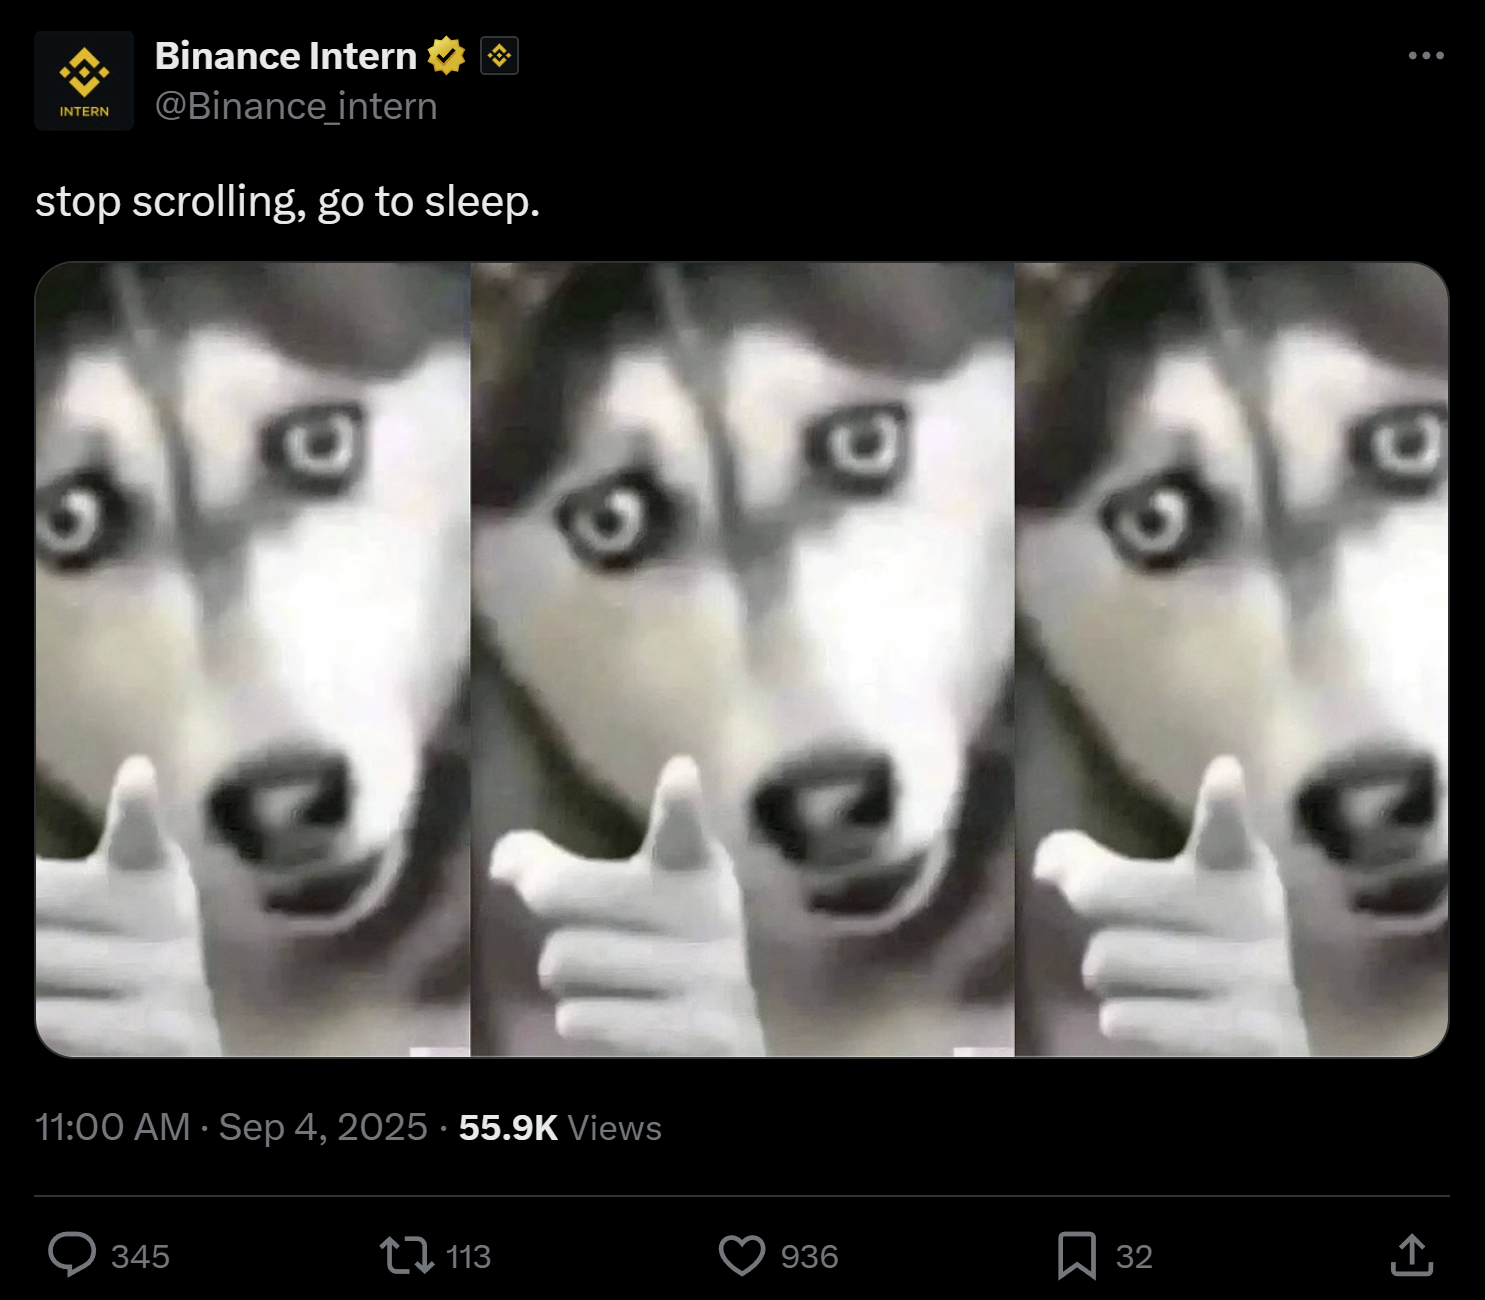 INTERN
Binance Intern
@Binance_intern
stop scrolling, go to sleep.
11:00 AM · Sep 4, 2025 · 55.9K Views
345 113 936 32